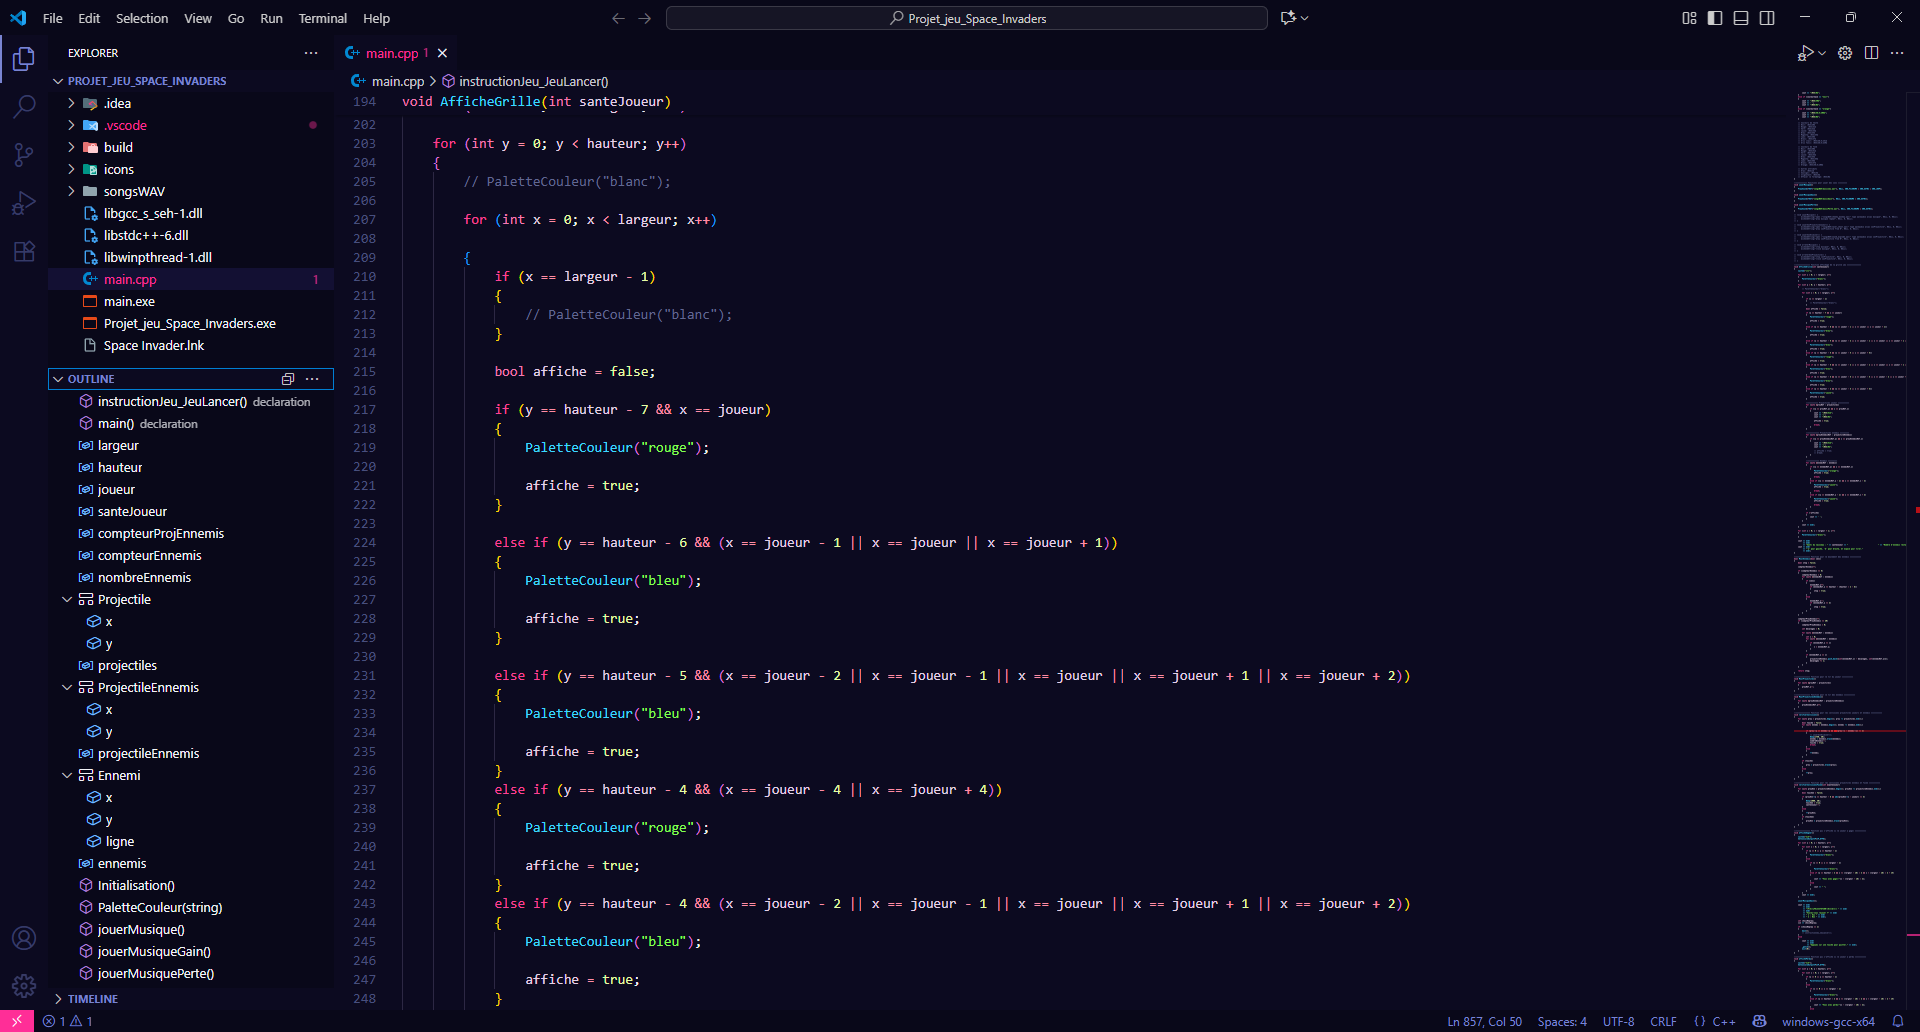 File Edit Selection View Go Run Terminal Help
Projet_jeu_Space_Invaders
EXPLORER
PROJET_JEU_SPACE_INVADERS
.idea
.vscode
build
icons
songsWAV
libgcc_s_seh-1.dll
libstdc++-6.dll
libwinpthread-1.dll
main.cpp 1
main.exe
Projet_jeu_Space_Invaders.exe
Space Invader.lnk
OUTLINE
instructionJeu_JeuLancer() declaration
main() declaration
largeur
hauteur
joueur
santeJoueur
compteurProjEnnemis
compteurEnnemis
nombreEnnemis
Projectile
x
y
projectiles
ProjectileEnnemis
x
y
projectileEnnemis
Ennemi
x
y
ligne
ennemis
Initialisation()
PaletteCouleur(string)
jouerMusique()
jouerMusiqueGain()
jouerMusiquePerte()
TIMELINE
main.cpp 1
main.cpp > instructionJeu_JeuLancer()
194 void AfficheGrille(int santeJoueur)
202
203 for (int y = 0; y < hauteur; y++)
204 {
205 // PaletteCouleur("blanc");
206
207 for (int x = 0; x < largeur; x++)
208
209 {
210 if (x == largeur - 1)
211 {
212 // PaletteCouleur("blanc");
213 }
214
215 bool affiche = false;
216
217 if (y == hauteur - 7 && x == joueur)
218 {
219 PaletteCouleur("rouge");
220
221 affiche = true;
222 }
223
224 else if (y == hauteur - 6 && (x == joueur - 1 || x == joueur || x == joueur + 1))
225 {
226 PaletteCouleur("bleu");
227
228 affiche = true;
229 }
230
231 else if (y == hauteur - 5 && (x == joueur - 2 || x == joueur - 1 || x == joueur || x == joueur + 1 || x == joueur + 2))
232 {
233 PaletteCouleur("bleu");
234
235 affiche = true;
236 }
237 else if (y == hauteur - 4 && (x == joueur - 4 || x == joueur + 4))
238 {
239 PaletteCouleur("rouge");
240
241 affiche = true;
242 }
243 else if (y == hauteur - 4 && (x == joueur - 2 || x == joueur - 1 || x == joueur || x == joueur + 1 || x == joueur + 2))
244 {
245 PaletteCouleur("bleu");
246
247 affiche = true;
248 }
1 1
Ln 857, Col 50 Spaces: 4 UTF-8 CRLF {} C++ windows-gcc-x64